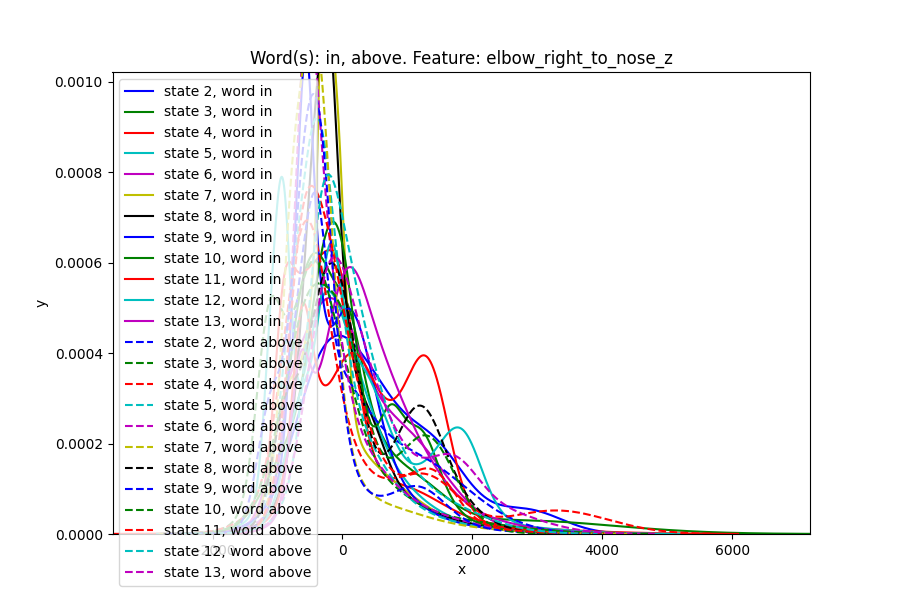 Word(s): in, above. Feature: elbow_right_to_nose_z
0.0010
0.0008
0.0006
0.0004
0.0002
0.0000
y
state 2, word in
state 3, word in
state 4, word in
state 5, word in
state 6, word in
state 7, word in
state 8, word in
state 9, word in
state 10, word in
state 11, word in
state 12, word in
state 13, word in
state 2, word above
state 3, word above
state 4, word above
state 5, word above
state 6, word above
state 7, word above
state 8, word above
state 9, word above
state 10, word above
state 11, word above
state 12, word above
state 13, word above
0 2000 4000 6000
x